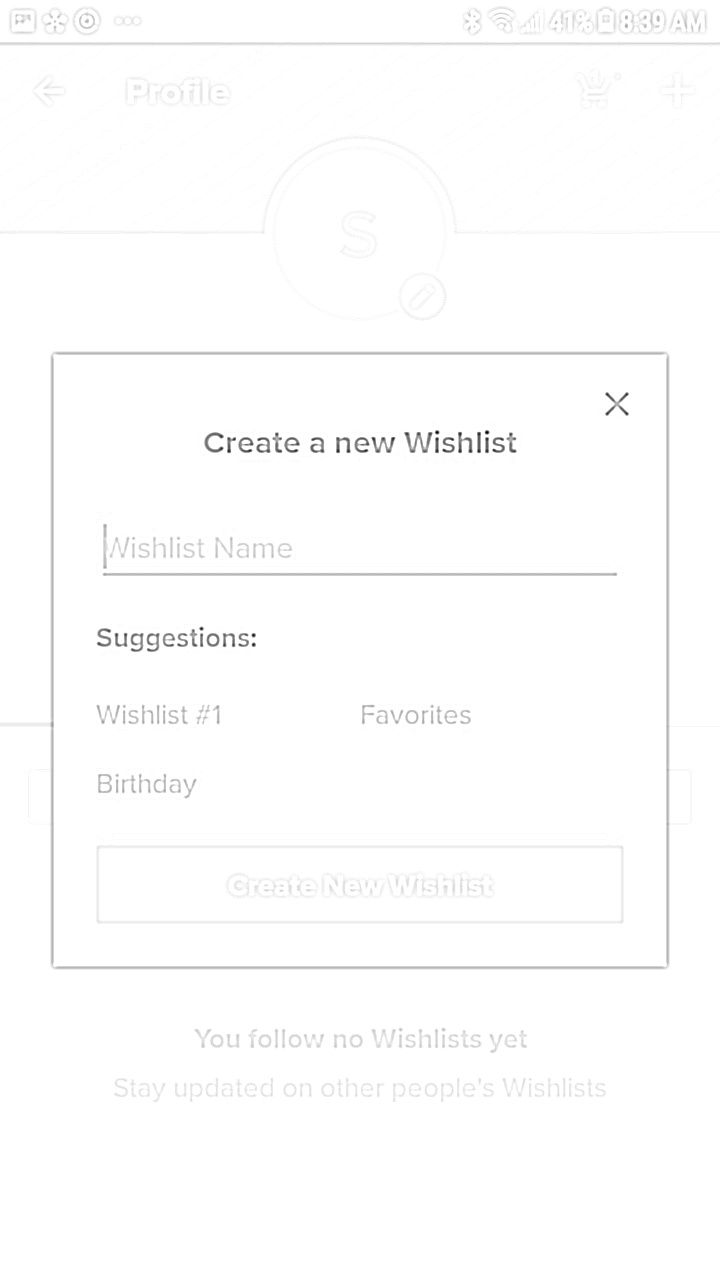 41% 8:39 AM
Profile
S
Create a new Wishlist
Wishlist Name
Suggestions:
Wishlist #1 Favorites
Birthday
Create New Wishlist
You follow no Wishlists yet
Stay updated on other people's Wishlists